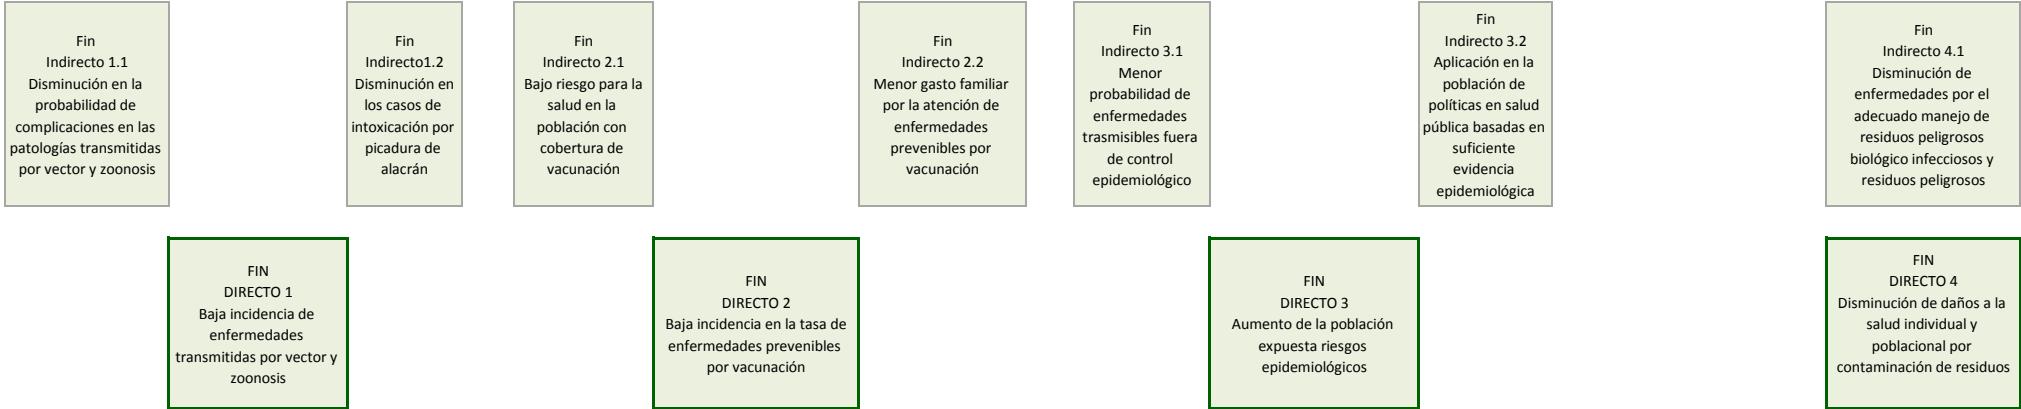 Fin
Indirecto 1.1
Disminución en la
probabilidad de
complicaciones en las
patologías transmitidas
por vector y zoonosis
Fin
Indirecto1.2
Disminución en
los casos de
intoxicación por
picadura de
alacrán
Fin
Indirecto 2.1
Bajo riesgo para la
salud en la
población con
cobertura de
vacunación
Fin
Indirecto 2.2
Menor gasto familiar
por la atención de
enfermedades
prevenibles por
vacunación
Fin
Indirecto 3.1
Menor
probabilidad de
enfermedades
trasmisibles fuera
de control
epidemiológico
Fin
Indirecto 3.2
Aplicación en la
población de
políticas en salud
pública basadas en
suficiente
evidencia
epidemiológica
Fin
Indirecto 4.1
Disminución de
enfermedades por el
adecuado manejo de
residuos peligrosos
biológico infecciosos y
residuos peligrosos
FIN
DIRECTO 1
Baja incidencia de
enfermedades
transmitidas por vector y
zoonosis
FIN
DIRECTO 2
Baja incidencia en la tasa de
enfermedades prevenibles
por vacunación
FIN
DIRECTO 3
Aumento de la población
expuesta riesgos
epidemiológicos
FIN
DIRECTO 4
Disminución de daños a la
salud individual y
poblacional por
contaminación de residuos